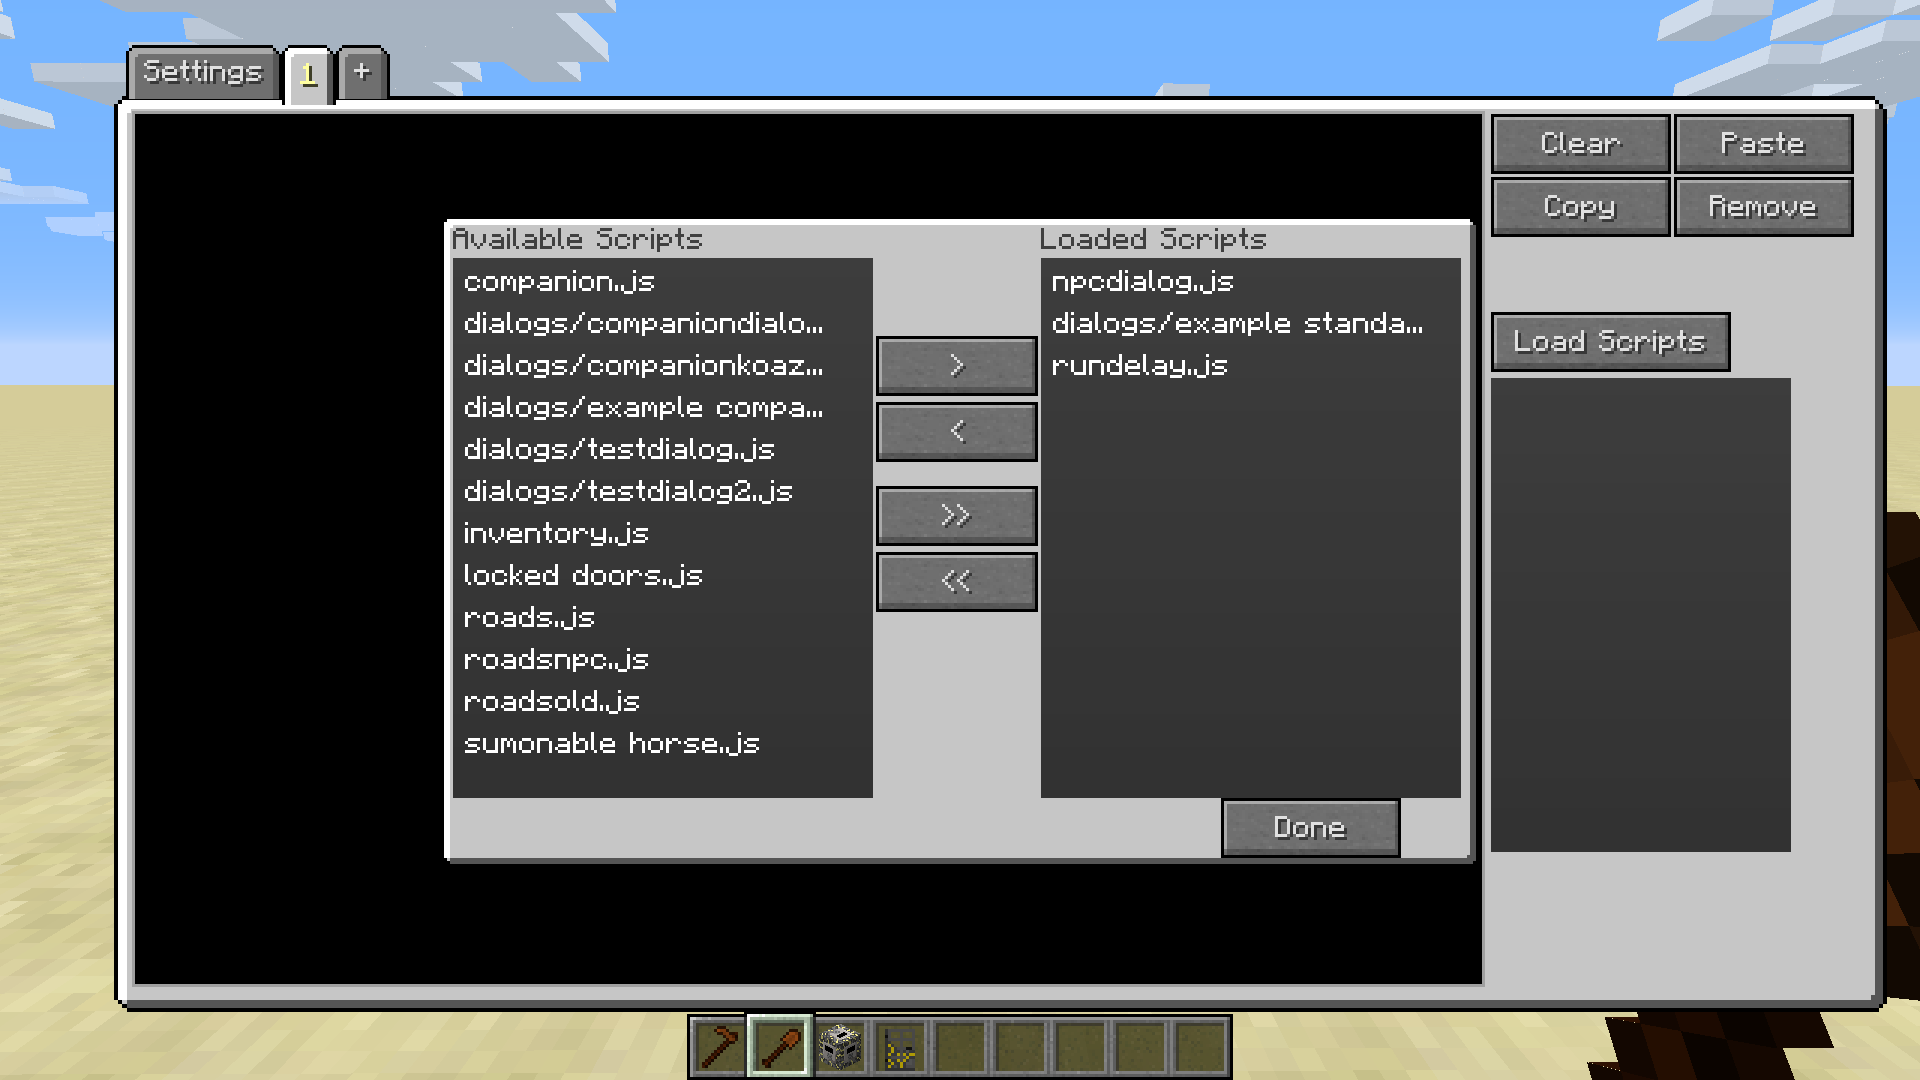 Settings
1
+
Clear
Paste
Copy
Remove
Load Scripts
Available Scripts
companion.js
dialogs/companiondialo...
dialogs/companionkoaz...
dialogs/example compa...
dialogs/testdialog.js
dialogs/testdialog2.js
inventory.js
locked doors.js
roads.js
roadsnpc.js
roadsold.js
sumonable horse.js
>
<
>>
<<
Loaded Scripts
npcdialog.js
dialogs/example standa...
rundelay.js
Done